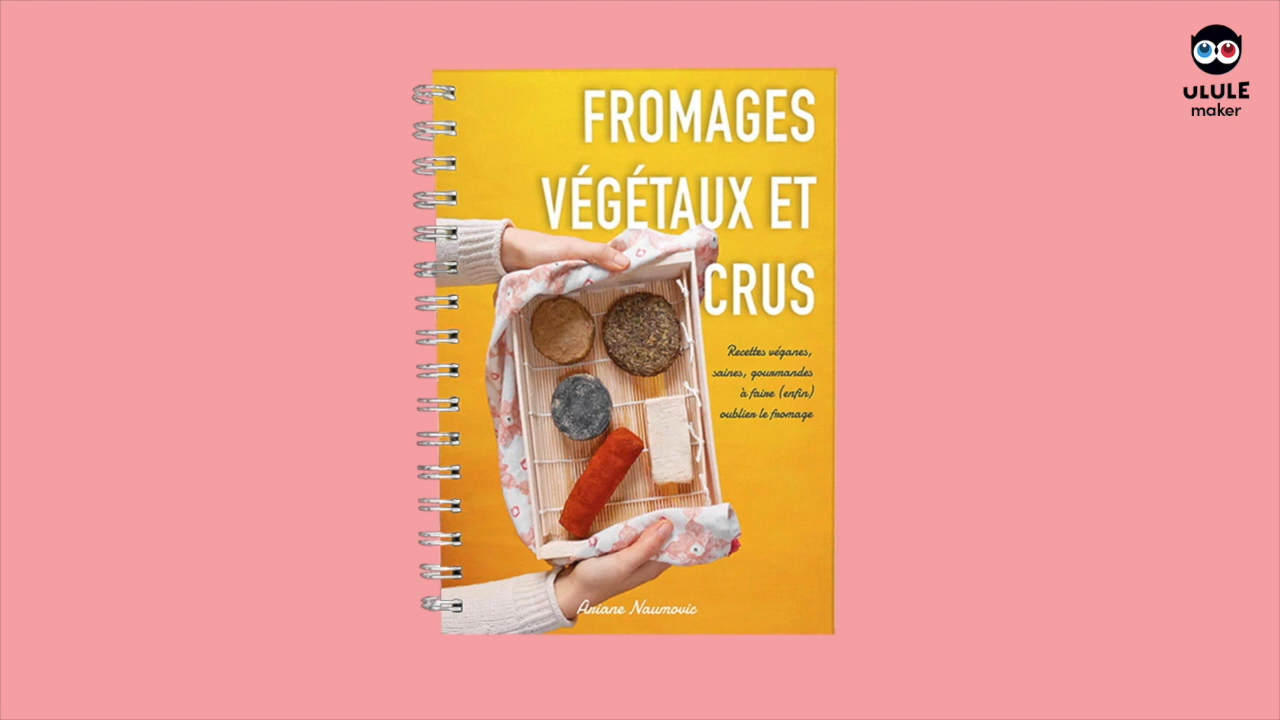 FROMAGES
VÉGÉTAUX ET
CRUS
Recettes véganes,
saines, gourmandes
à faire (enfin)
oublier le fromage
Ariane Naumovic
ULULE
maker